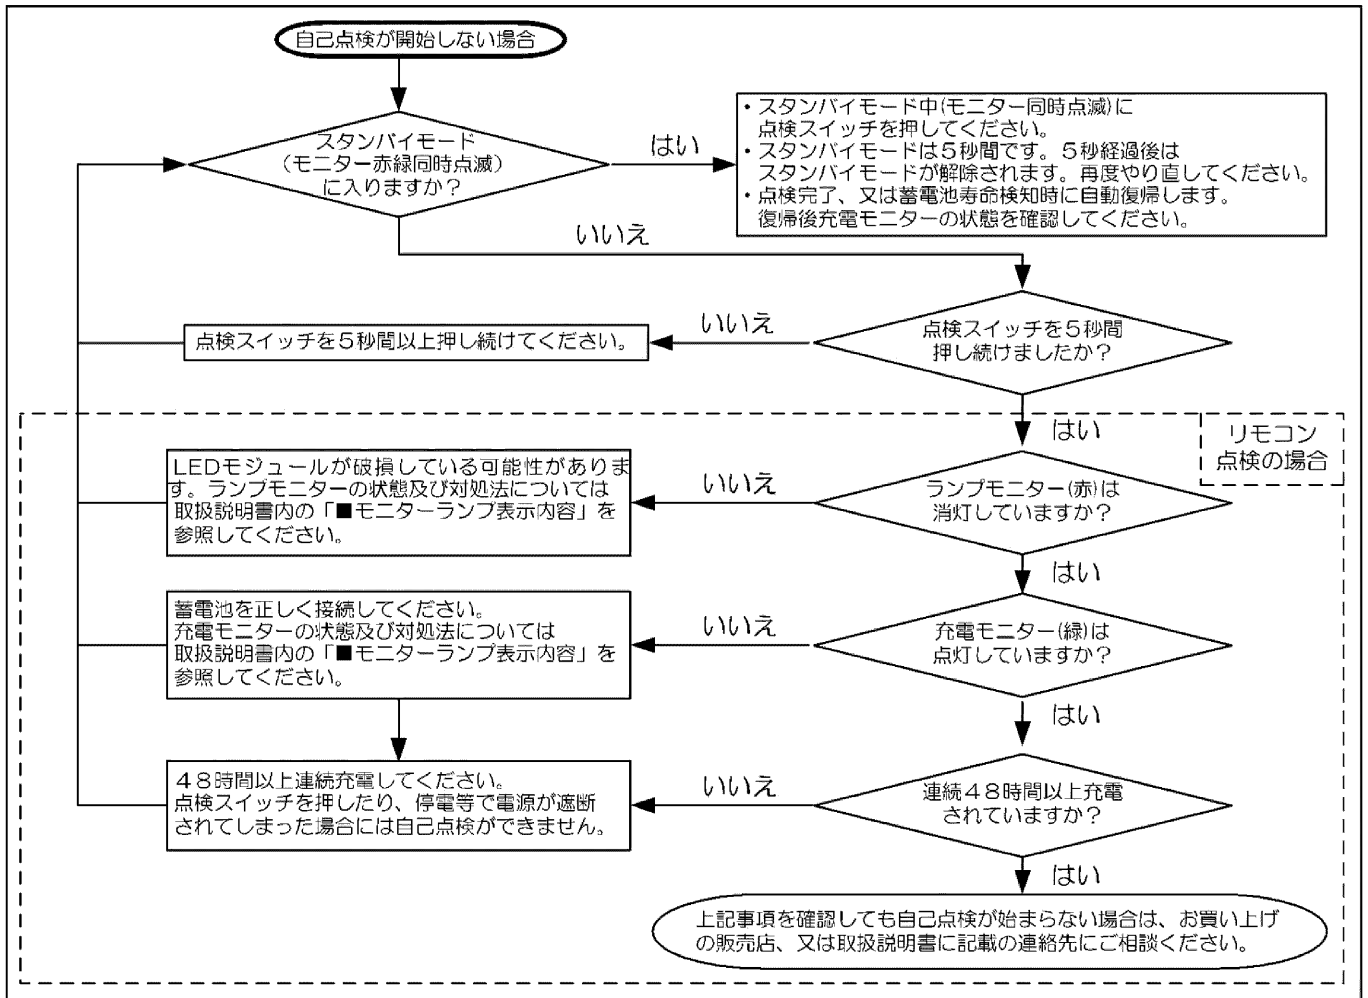 自己点検が開始しない場合
スタンバイモード
(モニター赤緑同時点滅)
に入りますか？
はい
・スタンバイモード中(モニター同時点滅)に
点検スイッチを押してください。
・スタンバイモードは５秒間です。５秒経過後は
スタンバイモードが解除されます。再度やり直してください。
・点検完了、又は蓄電池寿命検知時に自動復帰します。
復帰後充電モニターの状態を確認してください。
いいえ
点検スイッチを５秒間
押し続けましたか？
いいえ
点検スイッチを５秒間以上押し続けてください。
はい
リモコン
点検の場合
ランプモニター(赤)は
消灯していますか？
いいえ
ＬＥＤモジュールが破損している可能性がありま
す。ランプモニターの状態及び対処法については
取扱説明書内の「■モニターランプ表示内容」を
参照してください。
はい
充電モニター(緑)は
点灯していますか？
いいえ
蓄電池を正しく接続してください。
充電モニターの状態及び対処法については
取扱説明書内の「■モニターランプ表示内容」を
参照してください。
はい
連続４８時間以上充電
されていますか？
いいえ
４８時間以上連続充電してください。
点検スイッチを押したり、停電等で電源が遮断
されてしまった場合には自己点検ができません。
はい
上記事項を確認しても自己点検が始まらない場合は、お買い上げ
の販売店、又は取扱説明書に記載の連絡先にご相談ください。